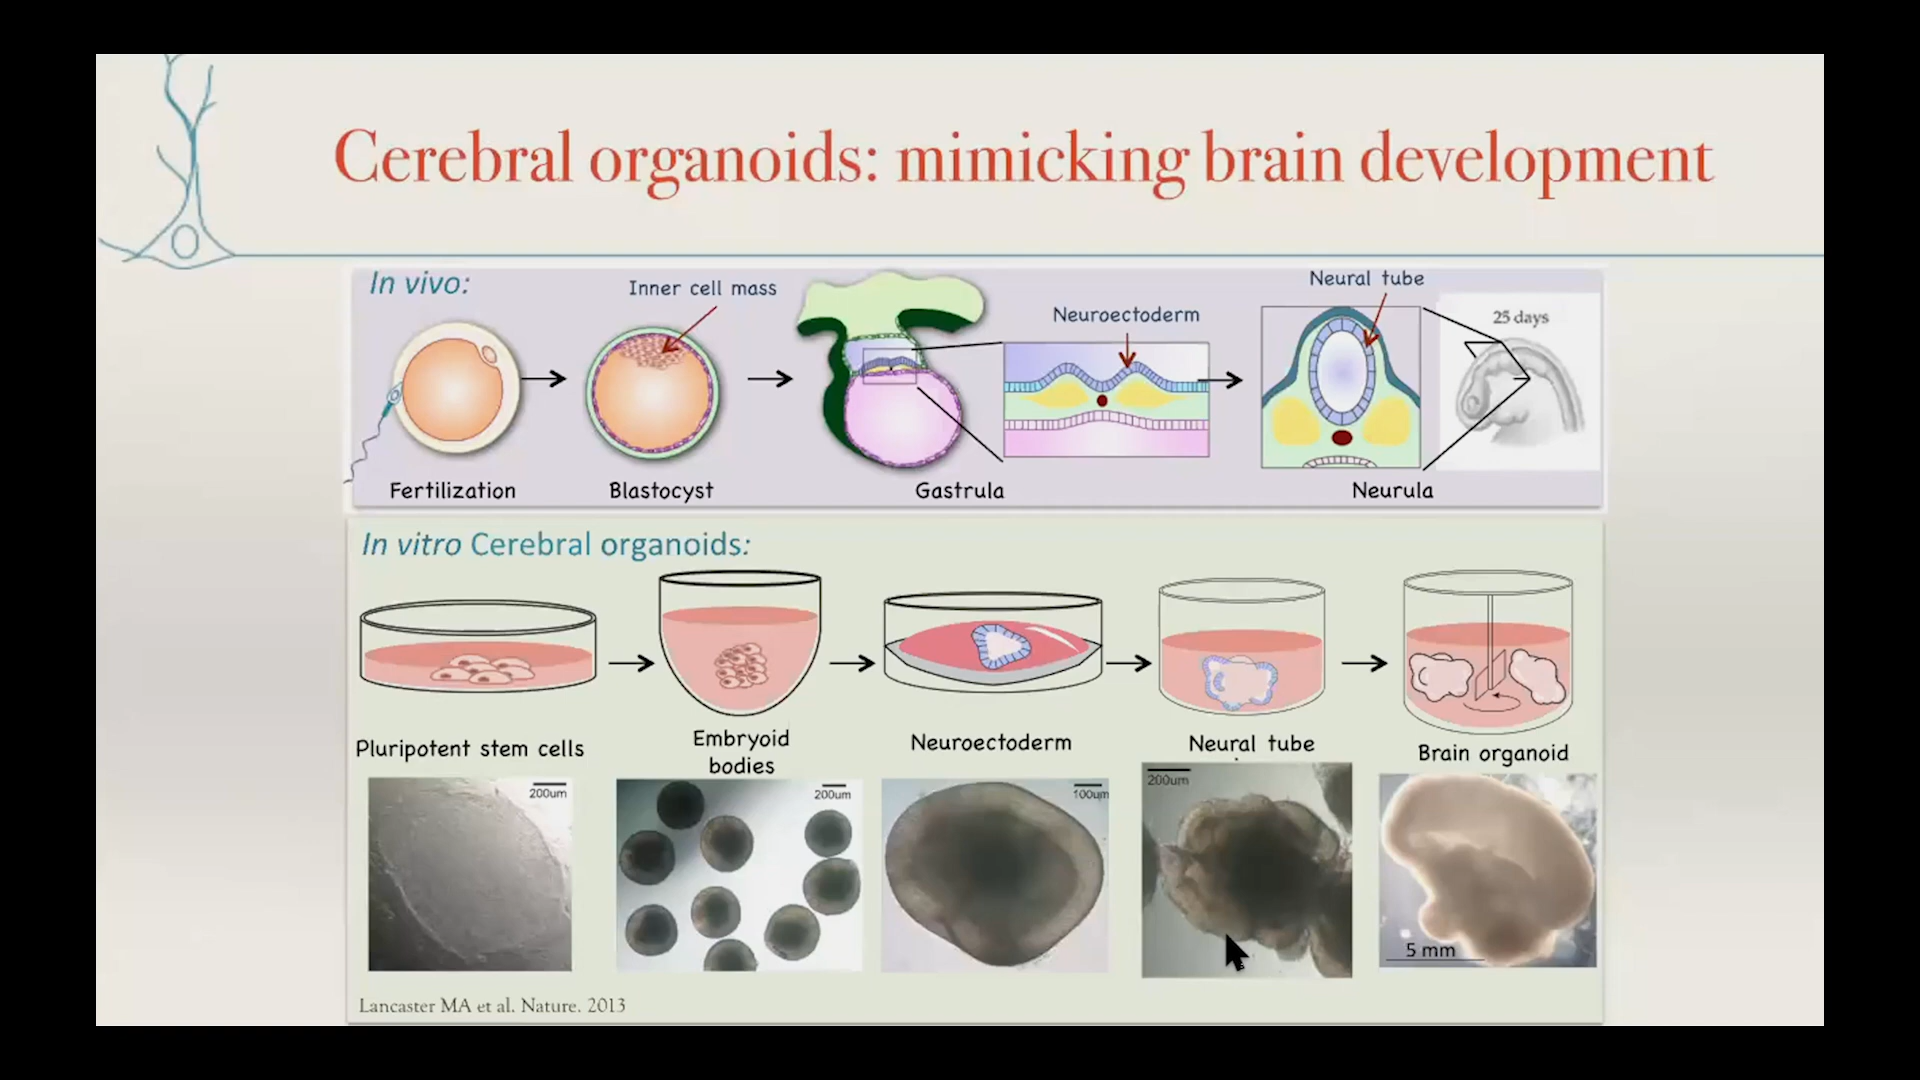 Cerebral organoids: mimicking brain development
In vivo:
Inner cell mass
Neuroectoderm
Neural tube
25 days
Fertilization
Blastocyst
Gastrula
Neurula
In vitro Cerebral organoids:
Pluripotent stem cells
Embryoid
bodies
Neuroectoderm
Neural tube
Brain organoid
200um
200um
100um
200um
5 mm
Lancaster MA et al. Nature. 2013